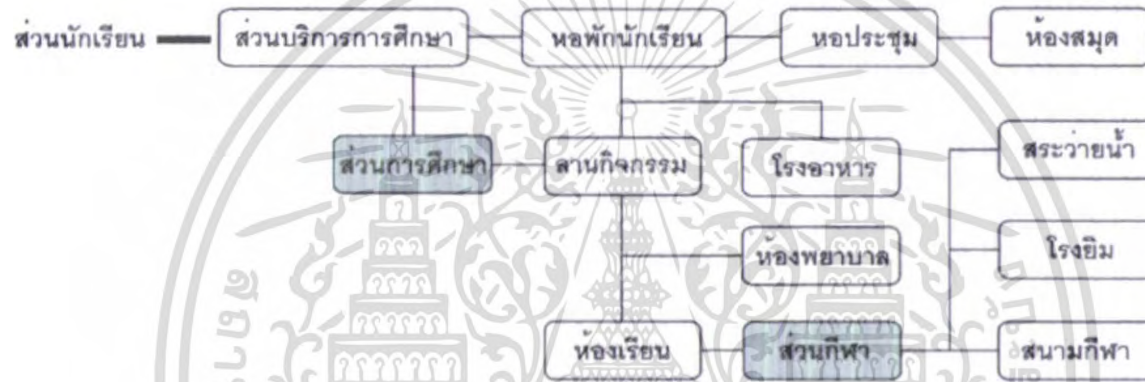 ส่วนนักเรียน ส่วนบริการการศึกษา หอพักนักเรียน หอประชุม ห้องสมุด
ส่วนการศึกษา ลานกิจกรรม โรงอาหาร สระว่ายน้ำ
ห้องพยาบาล โรงยิม
ห้องเรียน ส่วนกีฬา สนามกีฬา